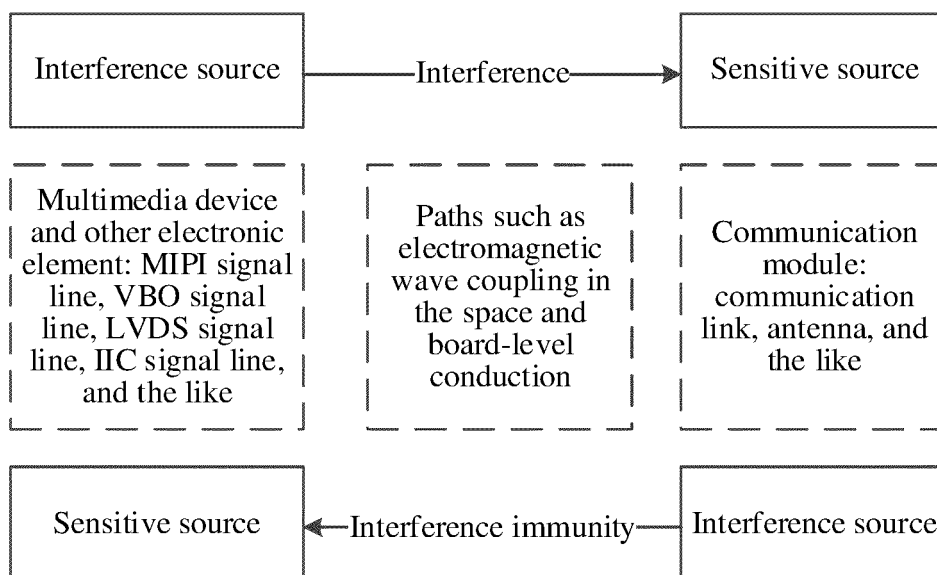 Interference source
Interference
Sensitive source
Multimedia device
and other electronic
element: MIPI signal
line, VBO signal
line, LVDS signal
line, IIC signal line,
and the like
Paths such as
electromagnetic
wave coupling in
the space and
board-level
conduction
Communication
module:
communication
link, antenna, and
the like
Sensitive source
Interference immunity
Interference source